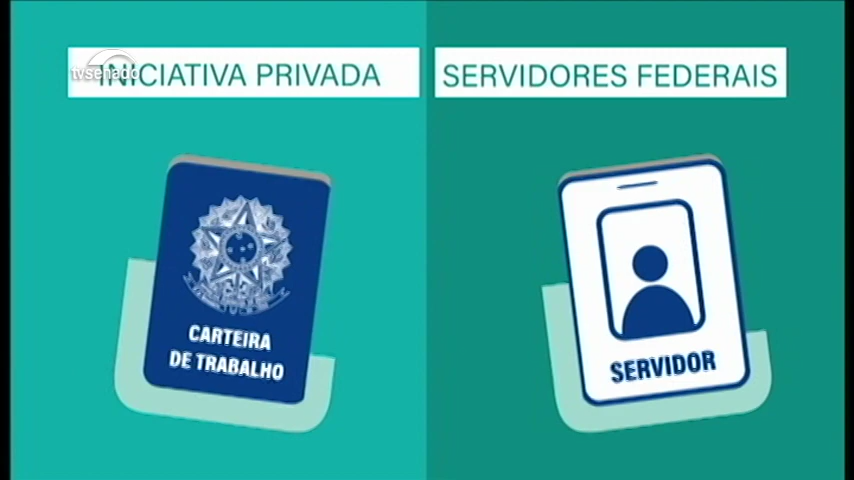 tvsenado
INICIATIVA PRIVADA
SERVIDORES FEDERAIS
CARTEIRA
DE TRABALHO
SERVIDOR